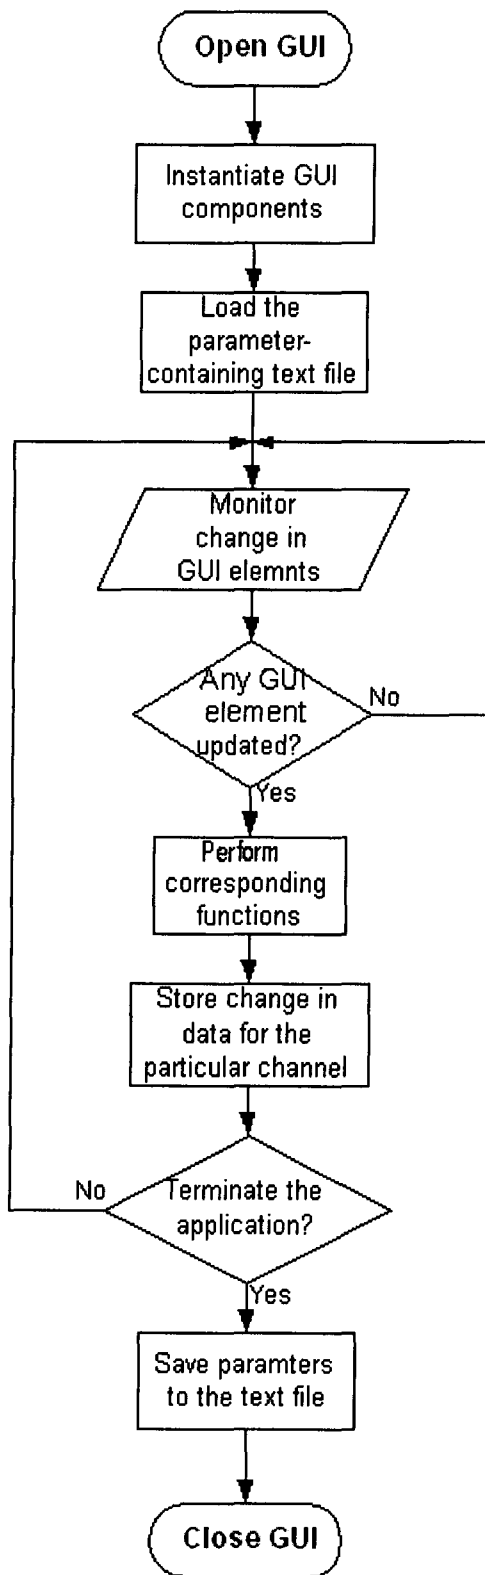 Open GUI
Instantiate GUI
components
Load the
parameter-
containing text file
Monitor
change in
GUI elemnts
Any GUI
element
updated?
No
Yes
Perform
corresponding
functions
Store change in
data for the
particular channel
No
Terminate the
application?
Yes
Save paramters
to the text file
Close GUI